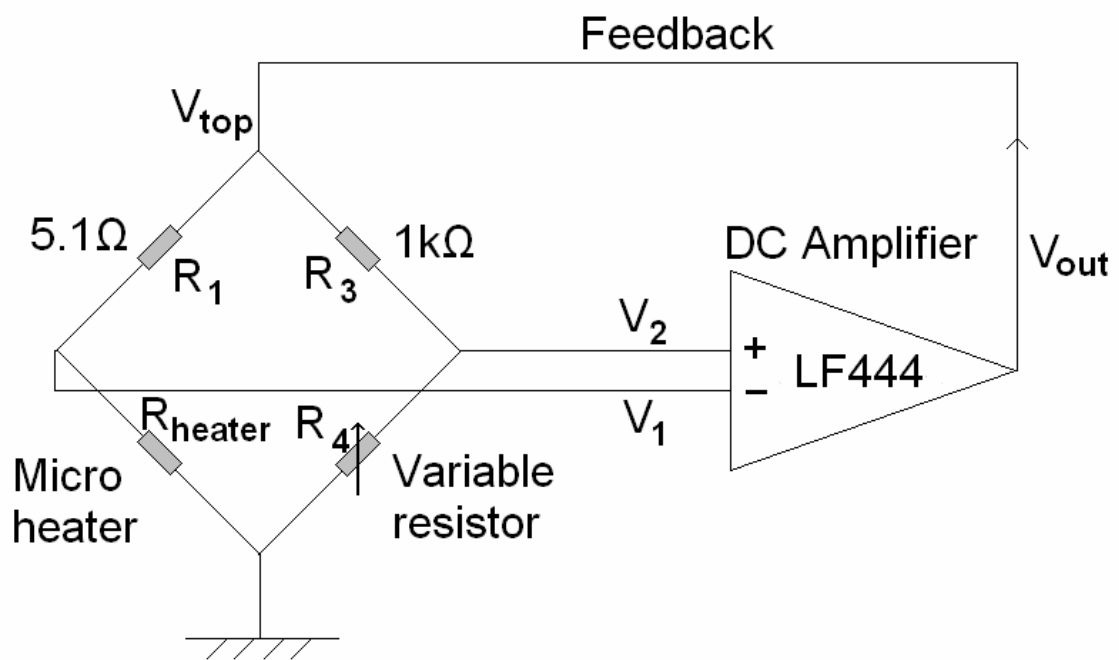 Feedback
Vtop
5.1Ω
R1
R3
1kΩ
DC Amplifier
Vout
V2
+
LF444
−
V1
Rheater
R4
Micro
heater
Variable
resistor